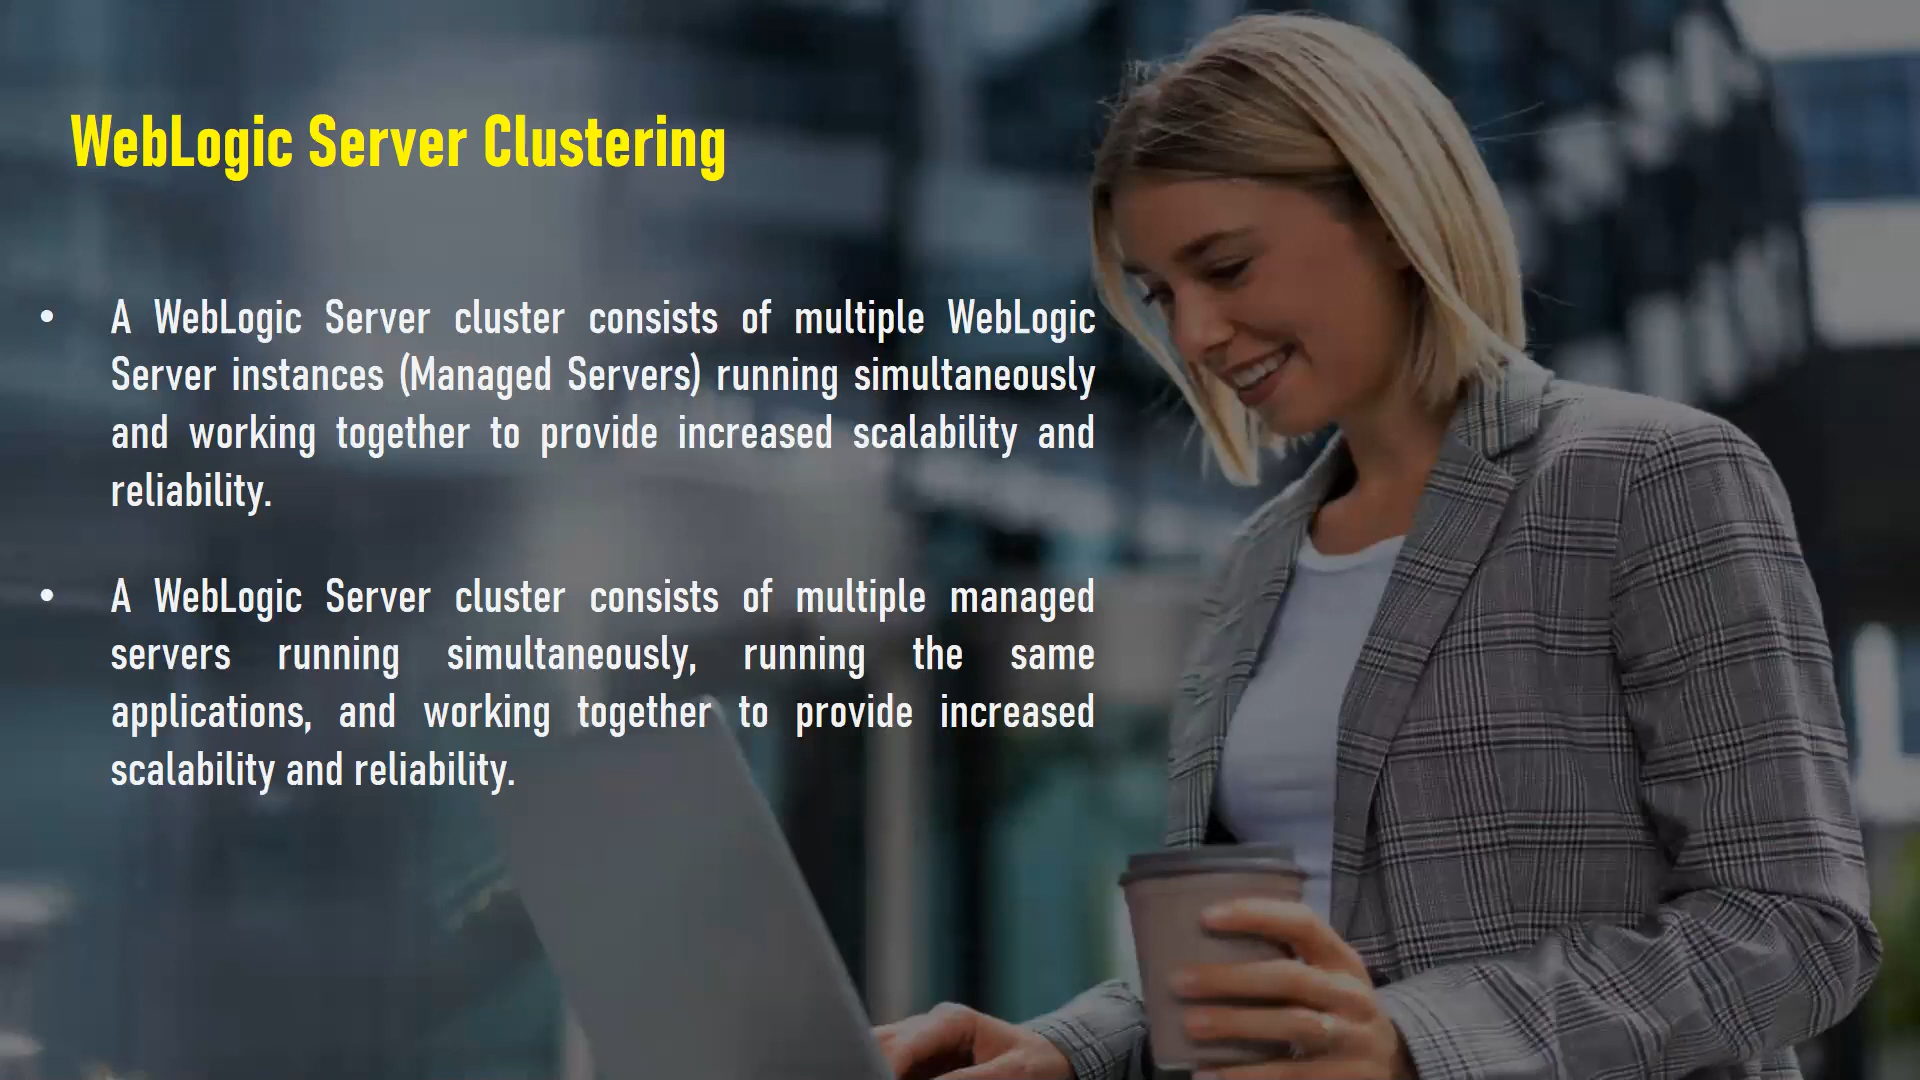 WebLogic Server Clustering
• A WebLogic Server cluster consists of multiple WebLogic
Server instances (Managed Servers) running simultaneously
and working together to provide increased scalability and
reliability.
• A WebLogic Server cluster consists of multiple managed
servers running simultaneously, running the same
applications, and working together to provide increased
scalability and reliability.